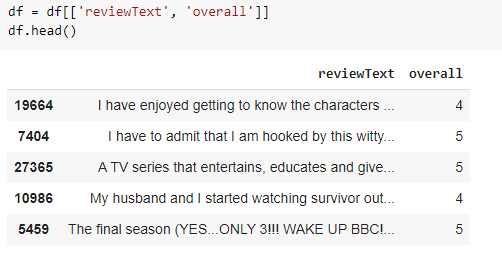 df = df[['reviewText', 'overall']]
df.head()
reviewText overall
19664 I have enjoyed getting to know the characters ... 4
7404 I have to admit that I am hooked by this witty... 5
27365 A TV series that entertains, educates and give... 5
10986 My husband and I started watching survivor out... 4
5459 The final season (YES...ONLY 3!!! WAKE UP BBC!... 5